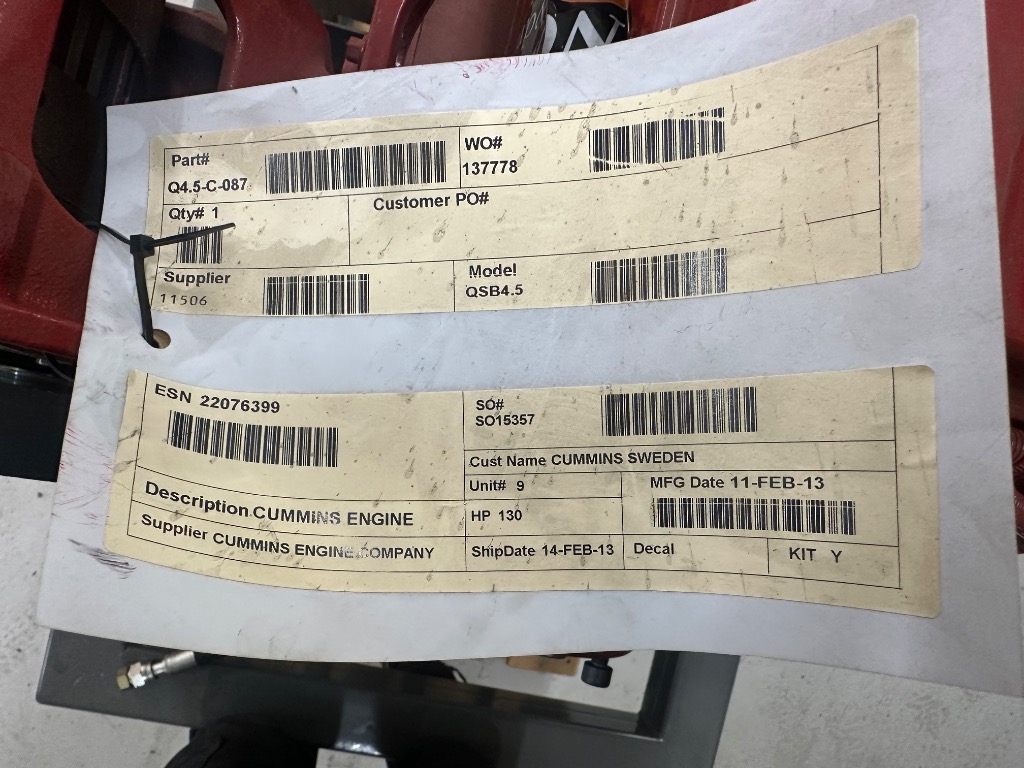 Part#
Q4.5-C-087
WO#
137778
Qty# 1
Customer PO#
Supplier
11506
Model
QSB4.5
ESN 22076399
SO#
SO15357
Cust Name CUMMINS SWEDEN
Unit# 9
MFG Date 11-FEB-13
Description CUMMINS ENGINE
HP 130
Supplier CUMMINS ENGINE COMPANY
ShipDate 14-FEB-13
Decal
KIT Y